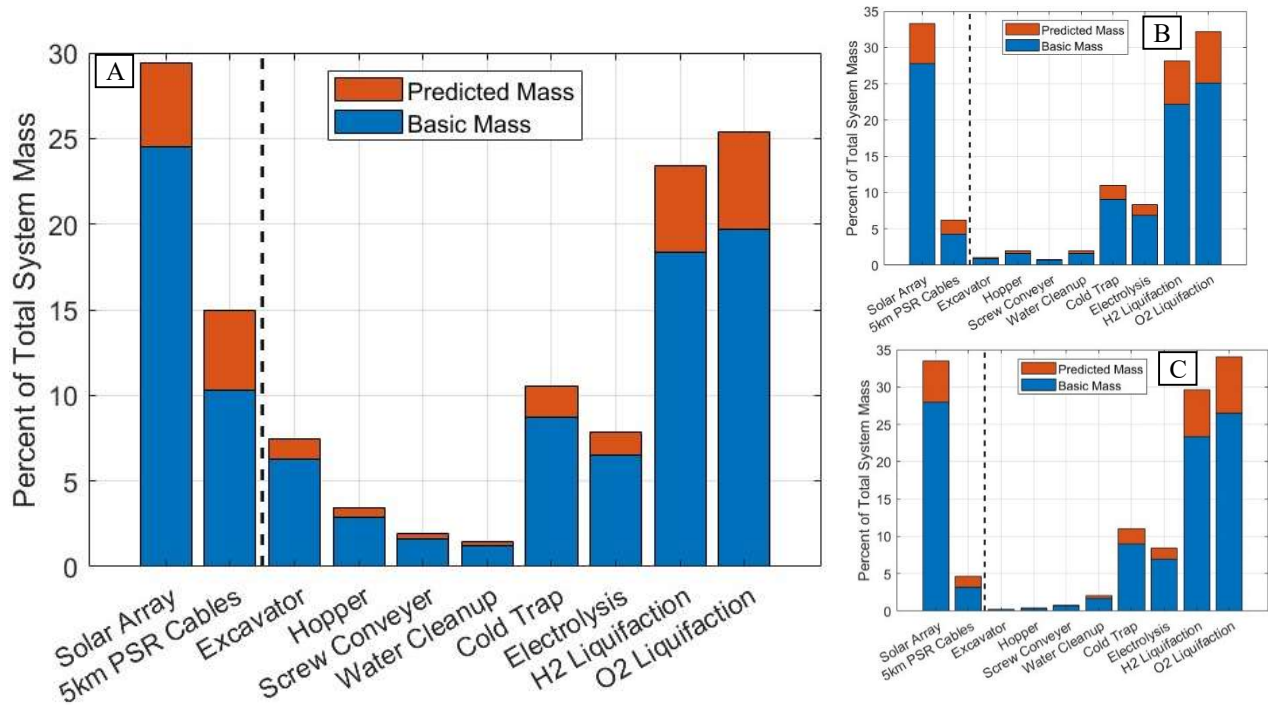 A
Percent of Total System Mass
30
25
20
15
10
5
0
Predicted Mass
Basic Mass
Solar Array
5km PSR Cables
Excavator
Hopper
Screw Conveyer
Water Cleanup
Cold Trap
Electrolysis
H2 Liquifaction
O2 Liquifaction
B
Percent of Total System Mass
35
30
25
20
15
10
5
0
Predicted Mass
Basic Mass
Solar Array
5km PSR Cables
Excavator
Hopper
Screw Conveyer
Water Cleanup
Cold Trap
Electrolysis
H2 Liquifaction
O2 Liquifaction
C
Percent of Total System Mass
35
30
25
20
15
10
5
0
Predicted Mass
Basic Mass
Solar Array
5km PSR Cables
Excavator
Hopper
Screw Conveyer
Water Cleanup
Cold Trap
Electrolysis
H2 Liquifaction
O2 Liquifaction